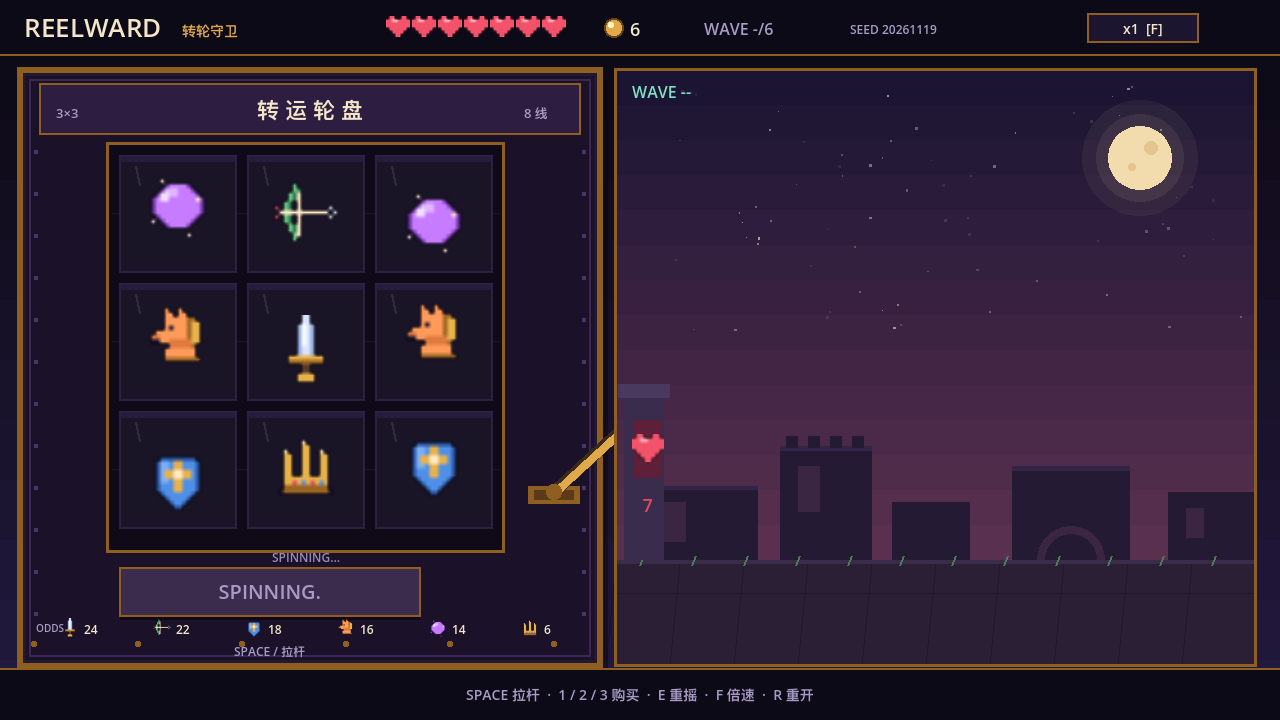 REELWARD 转轮守卫 6 WAVE -/6 SEED 20261119 x1 [F]
3×3 转运轮盘 8 线
WAVE --
7
SPINNING...
SPINNING.
ODDS 24 22 18 16 14 6
SPACE / 拉杆
SPACE 拉杆 · 1 / 2 / 3 购买 · E 重摇 · F 倍速 · R 重开